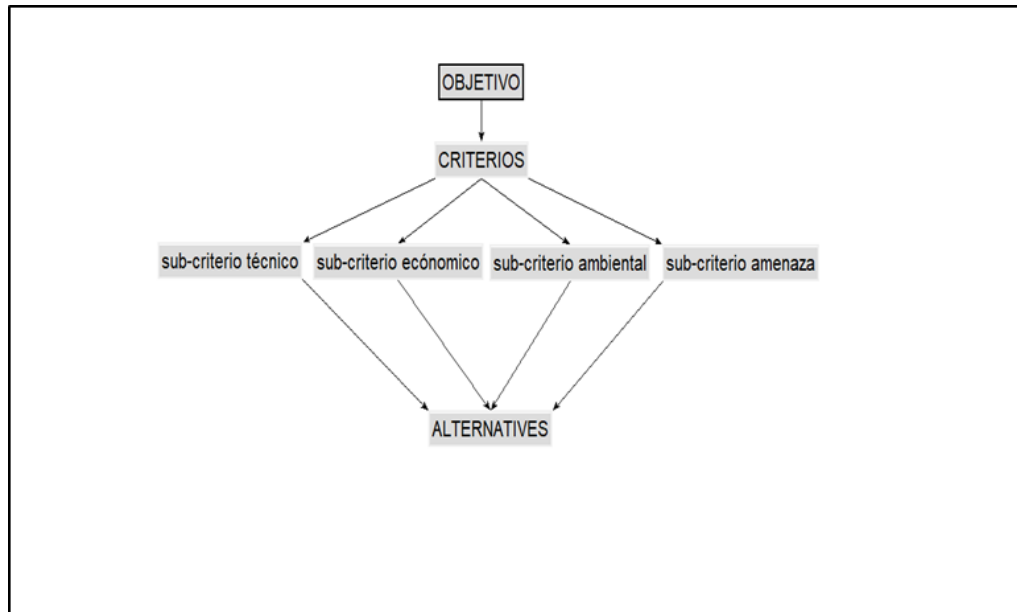 OBJETIVO
CRITERIOS
sub-criterio técnico
sub-criterio ecónomico
sub-criterio ambiental
sub-criterio amenaza
ALTERNATIVES